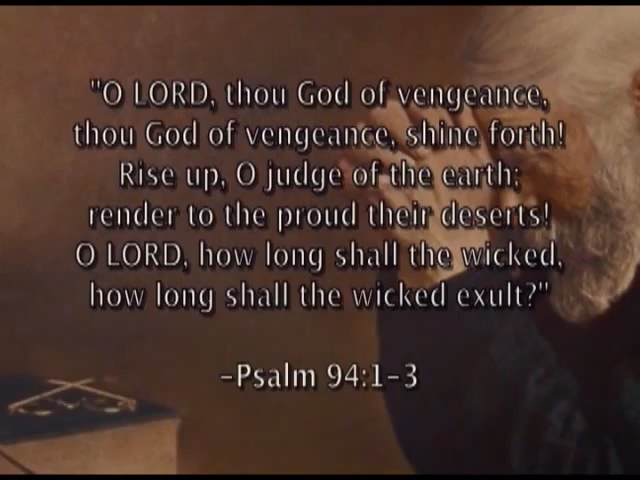 "O LORD, thou God of vengeance,
thou God of vengeance, shine forth!
Rise up, O judge of the earth;
render to the proud their deserts!
O LORD, how long shall the wicked,
how long shall the wicked exult?"
–Psalm 94:1–3